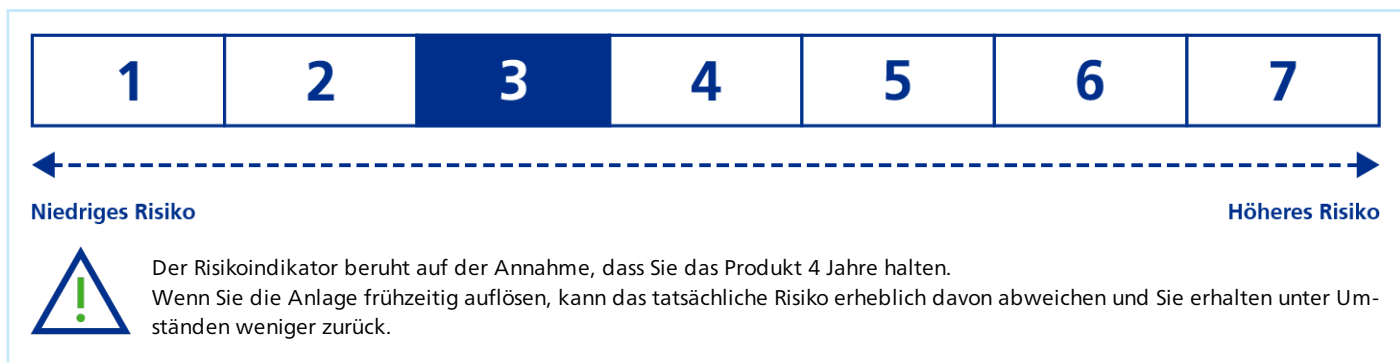 1 2 3 4 5 6 7
Niedriges Risiko Höheres Risiko
Der Risikoindikator beruht auf der Annahme, dass Sie das Produkt 4 Jahre halten.
Wenn Sie die Anlage frühzeitig auflösen, kann das tatsächliche Risiko erheblich davon abweichen und Sie erhalten unter Um-
ständen weniger zurück.